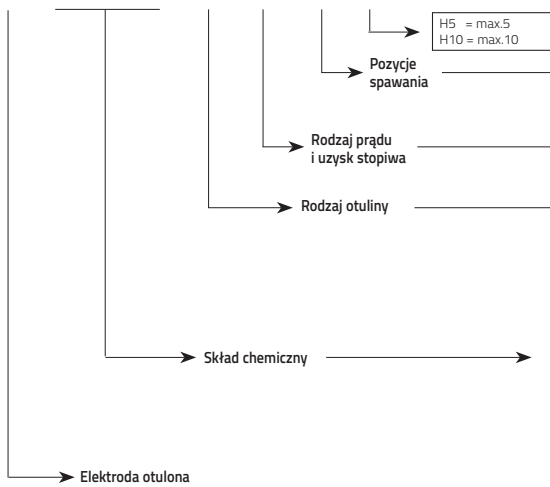 H5 = max.5
H10 = max.10
Pozycje
spawania
Rodzaj prądu
i uzysk stopiwa
Rodzaj otuliny
Skład chemiczny
Elektroda otulona